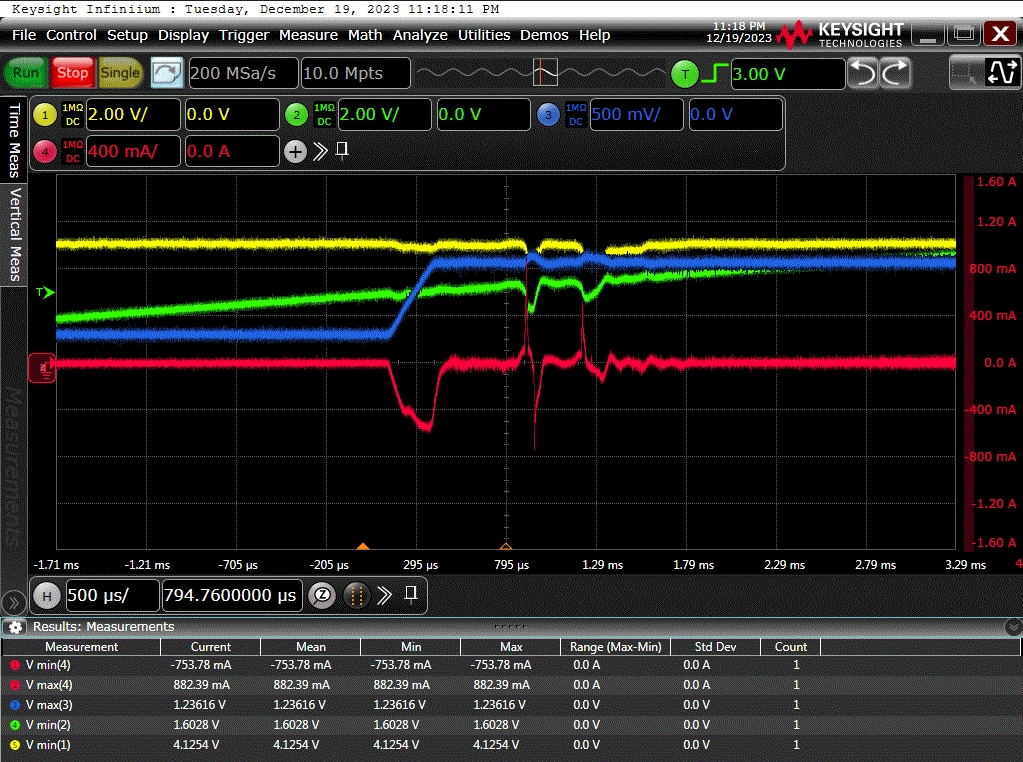 Keysight Infiniium : Tuesday, December 19, 2023 11:18:11 PM
File Control Setup Display Trigger Measure Math Analyze Utilities Demos Help
11:18 PM
12/19/2023
KEYSIGHT
TECHNOLOGIES
Run Stop Single 200 MSa/s 10.0 Mpts T 3.00 V
1 1MΩ DC 2.00 V/ 0.0 V 2 1MΩ DC 2.00 V/ 0.0 V 3 1MΩ DC 500 mV/ 0.0 V
4 1MΩ DC 400 mA/ 0.0 A
Time Meas
Vertical Meas
Measurements
T
1.60 A
1.20 A
800 mA
400 mA
0.0 A
-400 mA
-800 mA
-1.20 A
-1.60 A
-1.71 ms -1.21 ms -705 µs -205 µs 295 µs 795 µs 1.29 ms 1.79 ms 2.29 ms 2.79 ms 3.29 ms 4
H 500 µs/ 794.7600000 µs Z
Results: Measurements
Measurement Current Mean Min Max Range (Max-Min) Std Dev Count
1 V min(4) -753.78 mA -753.78 mA -753.78 mA -753.78 mA 0.0 A 0.0 A 1
2 V max(4) 882.39 mA 882.39 mA 882.39 mA 882.39 mA 0.0 A 0.0 A 1
3 V max(3) 1.23616 V 1.23616 V 1.23616 V 1.23616 V 0.0 V 0.0 V 1
4 V min(2) 1.6028 V 1.6028 V 1.6028 V 1.6028 V 0.0 V 0.0 V 1
5 V min(1) 4.1254 V 4.1254 V 4.1254 V 4.1254 V 0.0 V 0.0 V 1